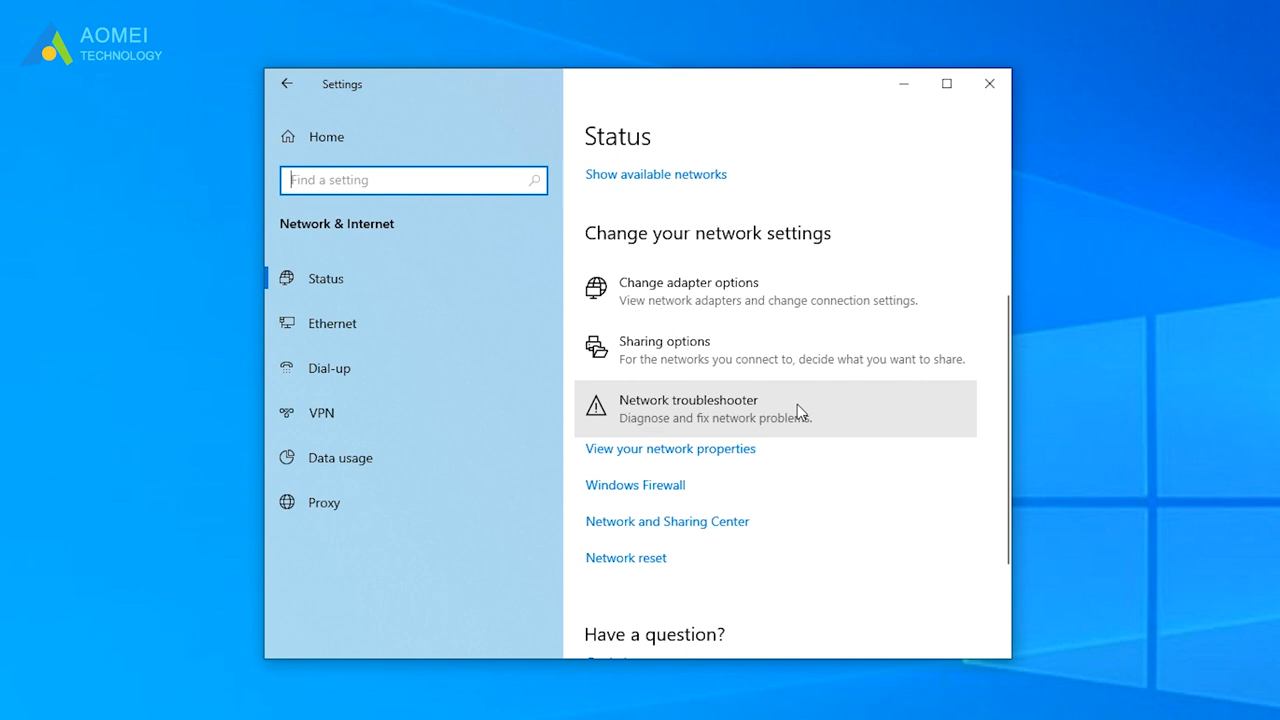 AOMEI
TECHNOLOGY
Settings
Home
Find a setting
Network & Internet
Status
Ethernet
Dial-up
VPN
Data usage
Proxy
Status
Show available networks
Change your network settings
Change adapter options
View network adapters and change connection settings.
Sharing options
For the networks you connect to, decide what you want to share.
Network troubleshooter
Diagnose and fix network problems.
View your network properties
Windows Firewall
Network and Sharing Center
Network reset
Have a question?